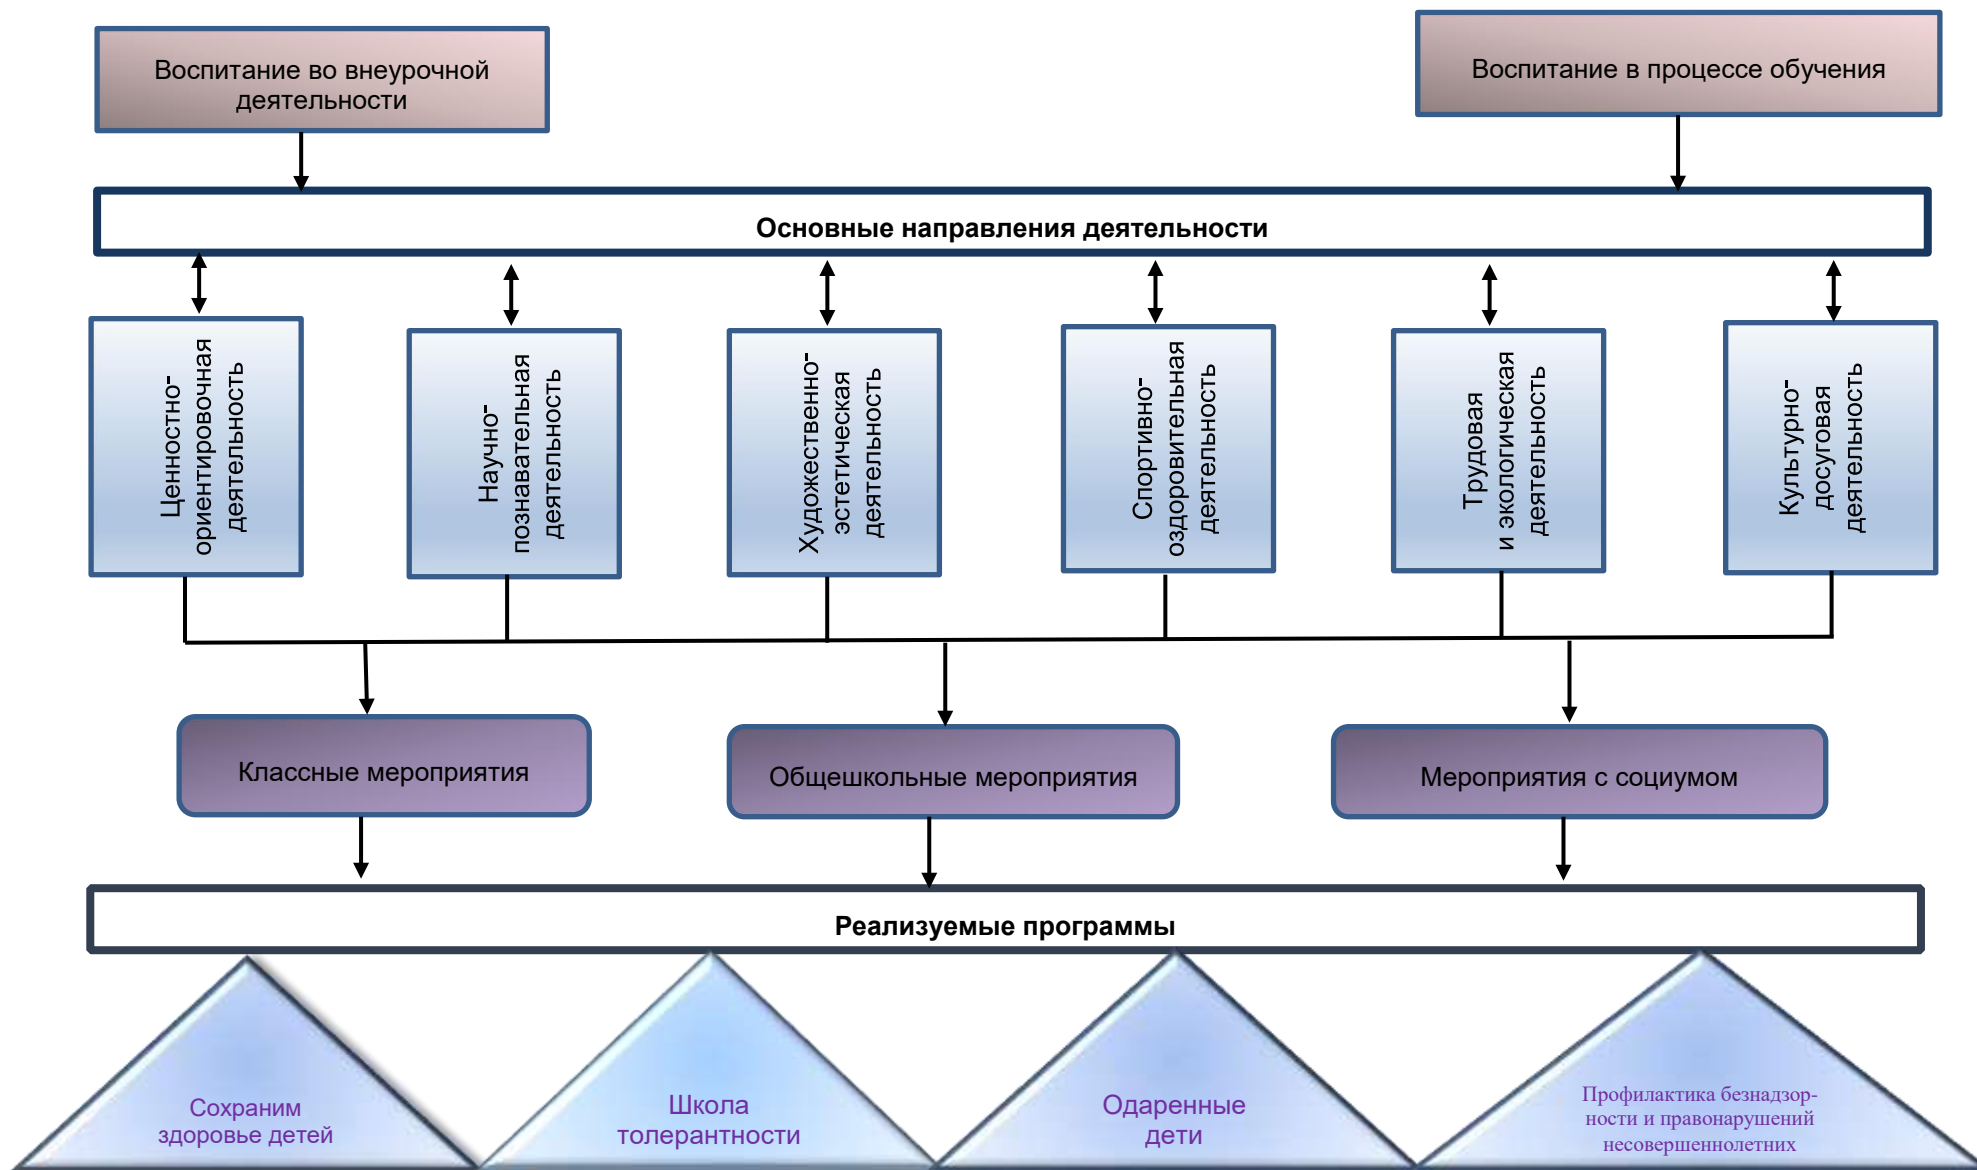 Воспитание во внеурочной
деятельности
Воспитание в процессе обучения
Основные направления деятельности
Ценностно-
ориентировочная
деятельность
Научно-
познавательная
деятельность
Художественно-
эстетическая
деятельность
Спортивно-
оздоровительная
деятельность
Трудовая
и экологическая
деятельность
Культурно-
досуговая
деятельность
Классные мероприятия
Общешкольные мероприятия
Мероприятия с социумом
Реализуемые программы
Сохраним
здоровье детей
Школа
толерантности
Одаренные
дети
Профилактика безнадзор-
ности и правонарушений
несовершеннолетних